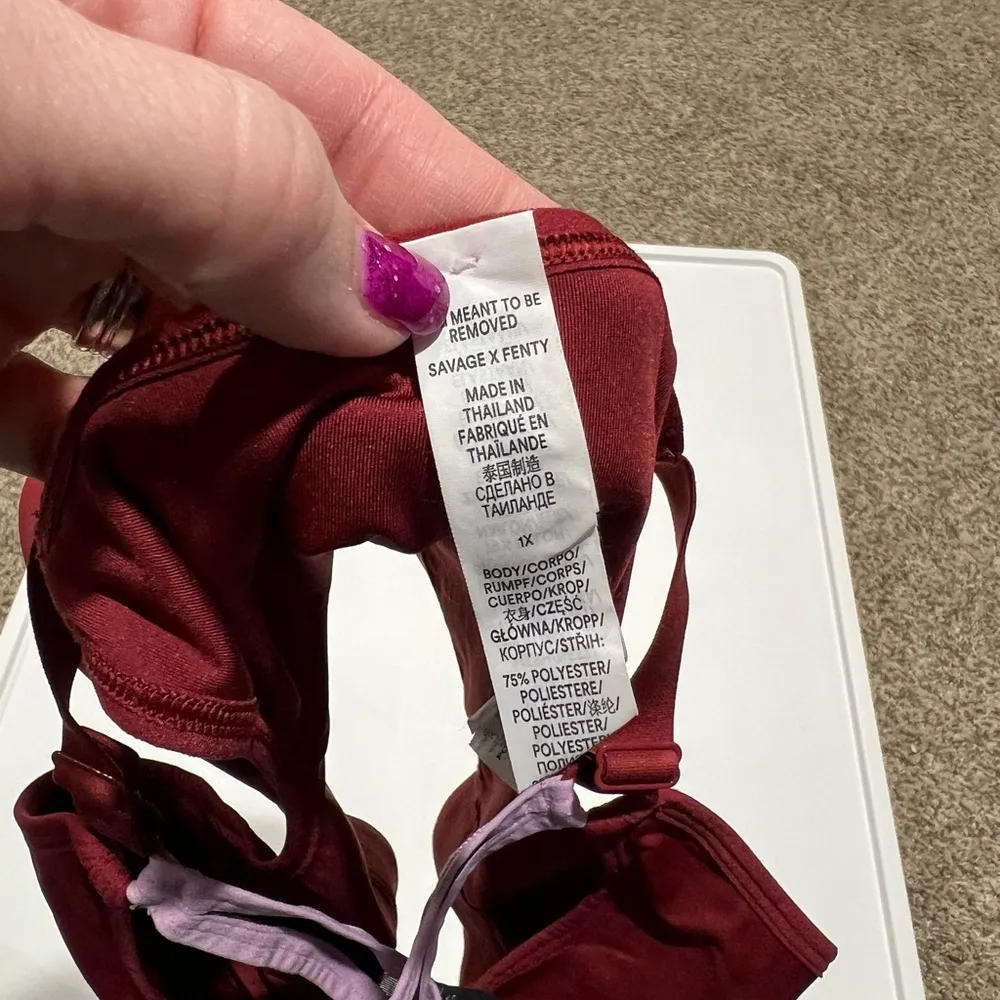 MEANT TO BE
REMOVED
SAVAGE X FENTY
MADE IN
THAILAND
FABRIQUÉ EN
THAÏLANDE
泰国制造
СДЕЛАНО В
ТАИЛАНДЕ
1X
BODY/CORPO/
RUMPF/CORPS/
CUERPO/KROP/
衣身/CZĘŚĆ
GŁÓWNA/KROPP/
КОРПУС/STŘIH:
75% POLYESTER/
POLIESTERE/
POLIÉSTER/涤纶/
POLIESTER/
POLYESTER/